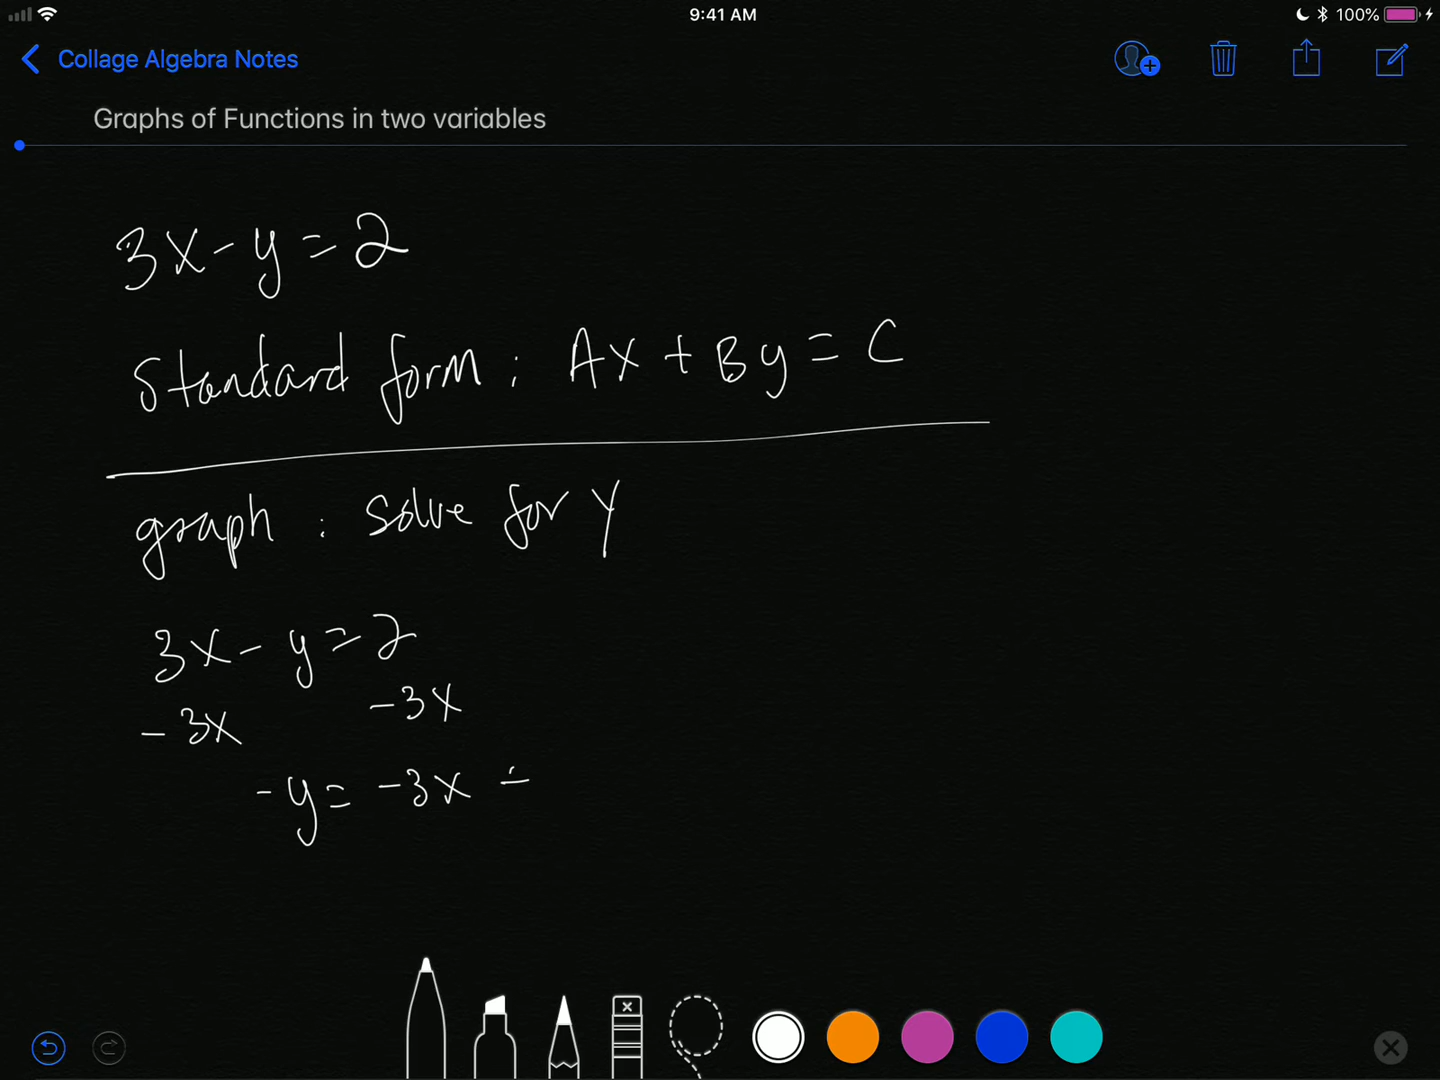 9:41 AM
100%
Collage Algebra Notes
Graphs of Functions in two variables
3x - y = 2
Standard form : Ax + By = C
graph : solve for y
3x - y = 2
- 3x - 3x
- y = - 3x +